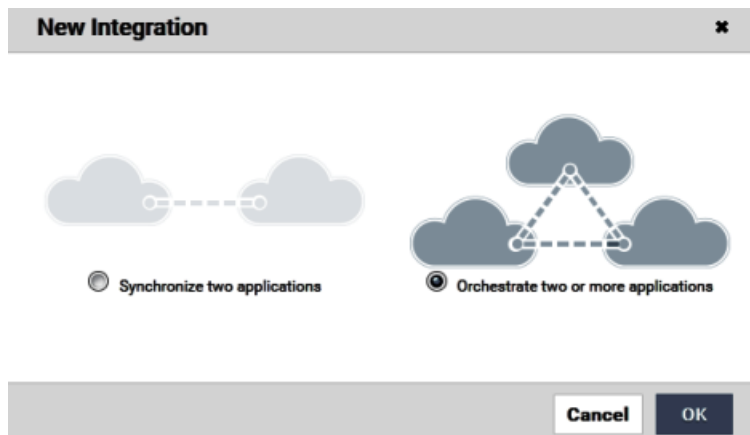 New Integration
Synchronize two applications
Orchestrate two or more applications
Cancel
OK